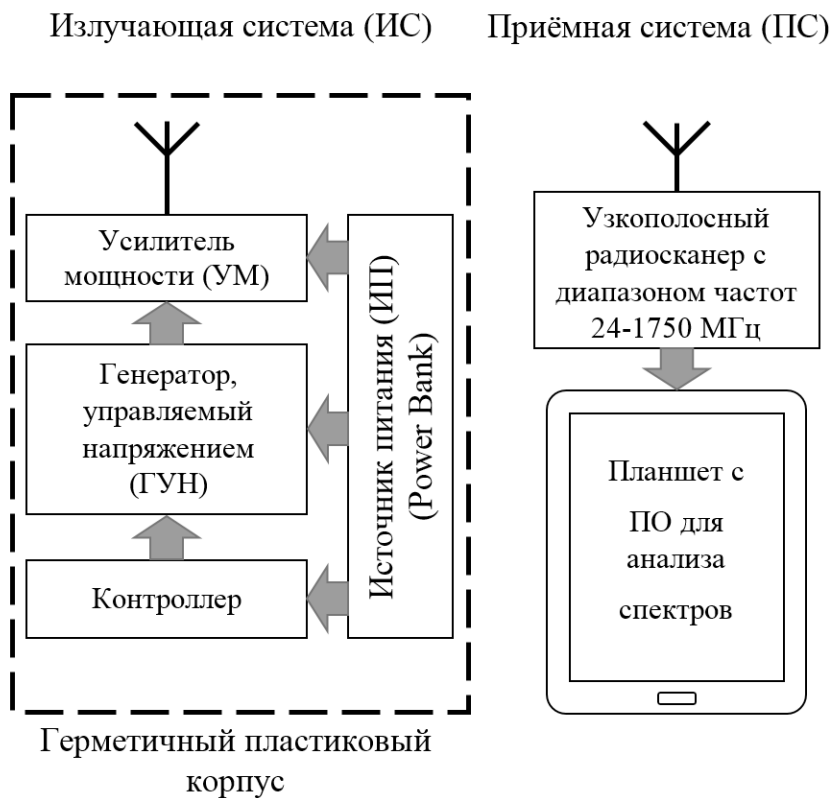 Излучающая система (ИС)
Приёмная система (ПС)
Усилитель
мощности (УМ)
Генератор,
управляемый
напряжением
(ГУН)
Контроллер
Источник питания (ИП)
(Power Bank)
Герметичный пластиковый
корпус
Узкополосный
радиосканер с
диапазоном частот
24-1750 МГц
Планшет с
ПО для
анализа
спектров